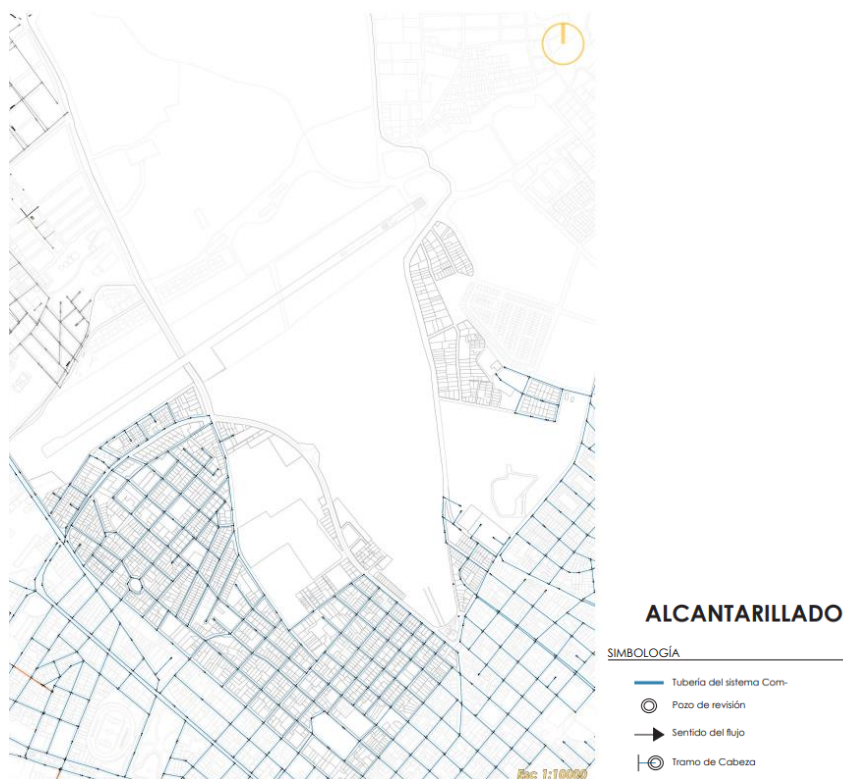 ALCANTARILLADO
SIMBOLOGÍA
Tubería del sistema Com-
Pozo de revisión
Sentido del flujo
Tramo de Cabeza
Esc 1:10000